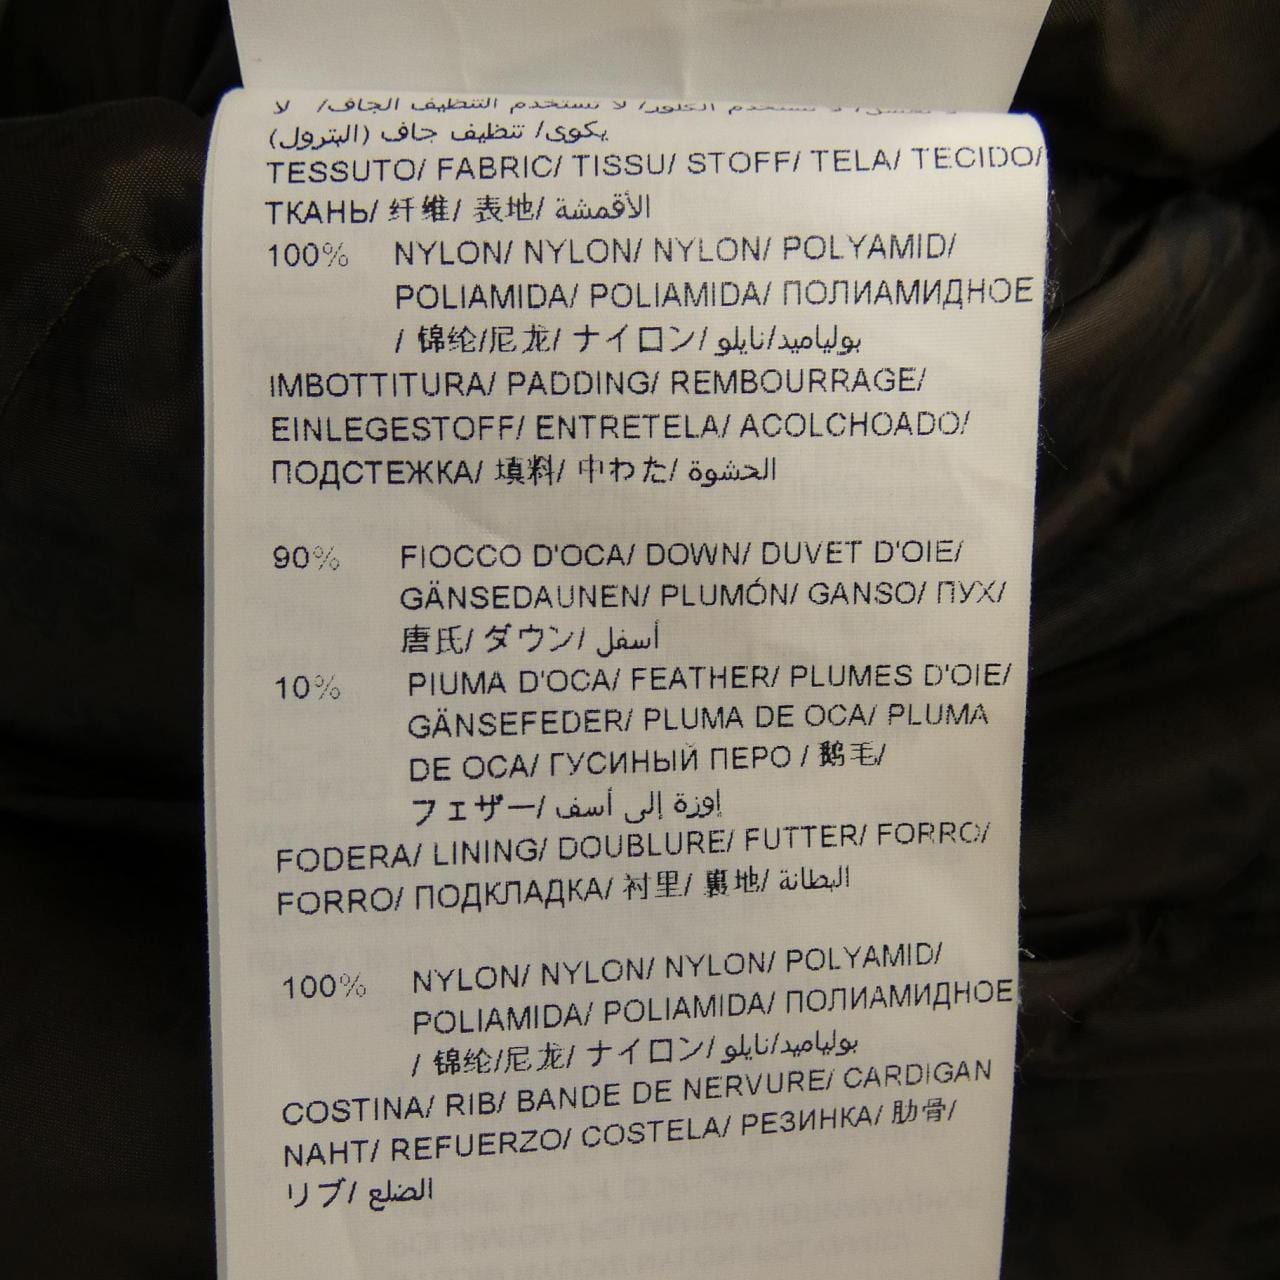 يكوى/ تنظيف جاف (البترول)
TESSUTO/ FABRIC/ TISSU/ STOFF/ TELA/ TECIDO/
ТКАНЬ/ 纤维/ 表地/ الأقمشة
100% NYLON/ NYLON/ NYLON/ POLYAMID/
POLIAMIDA/ POLIAMIDA/ ПОЛИАМИДНОЕ
/ 锦纶/尼龙/ ナイロン/ بولياميد/نايلو
IMBOTTITURA/ PADDING/ REMBOURRAGE/
EINLEGESTOFF/ ENTRETELA/ ACOLCHOADO/
ПОДСТЕЖКА/ 填料/ 中わた/ الحشوة
90% FIOCCO D'OCA/ DOWN/ DUVET D'OIE/
GÄNSEDAUNEN/ PLUMÓN/ GANSO/ ПУХ/
唐氏/ ダウン/ أسفل
10% PIUMA D'OCA/ FEATHER/ PLUMES D'OIE/
GÄNSEFEDER/ PLUMA DE OCA/ PLUMA
DE OCA/ ГУСИНЫЙ ПЕРО / 鹅毛/
フェザー/ إوزة إلى أسف
FODERA/ LINING/ DOUBLURE/ FUTTER/ FORRO/
FORRO/ ПОДКЛАДКА/ 衬里/ 裏地/ البطانة
100% NYLON/ NYLON/ NYLON/ POLYAMID/
POLIAMIDA/ POLIAMIDA/ ПОЛИАМИДНОЕ
/ 锦纶/尼龙/ ナイロン/ بولياميد/نايلو
COSTINA/ RIB/ BANDE DE NERVURE/ CARDIGAN
NAHT/ REFUERZO/ COSTELA/ РЕЗИНКА/ 肋骨/
リブ/ الضلع